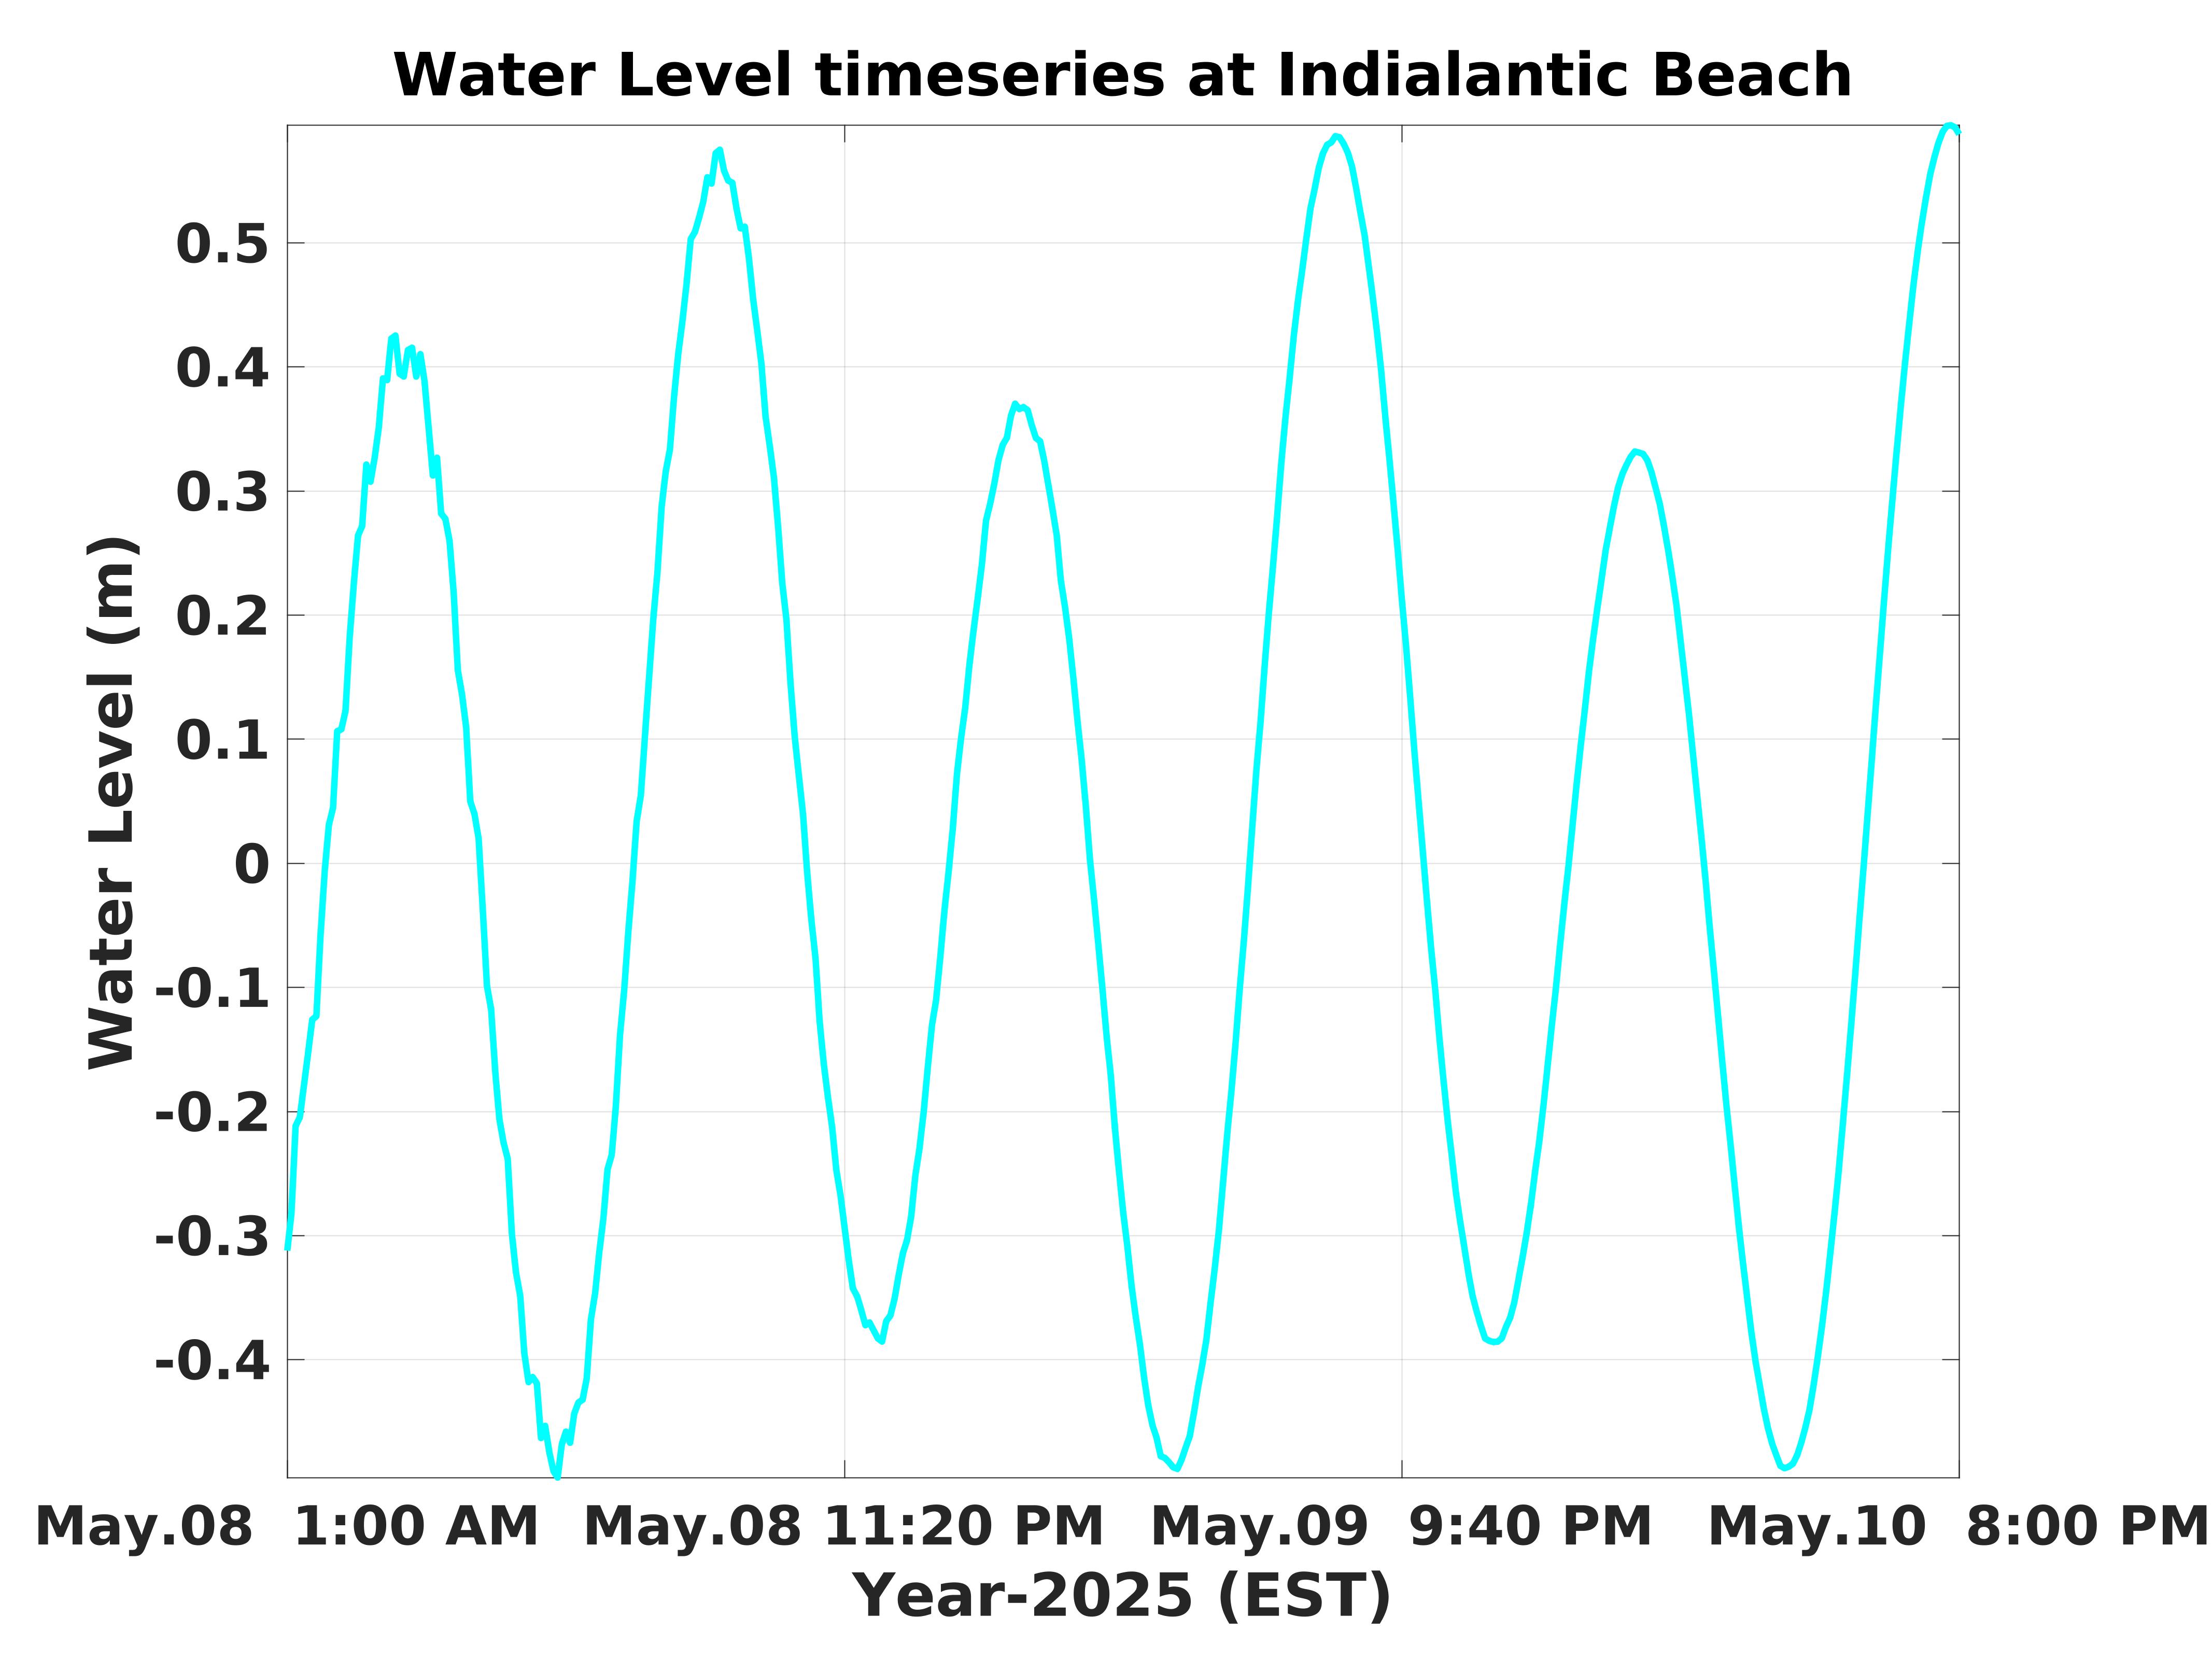 Water Level timeseries at Indialantic Beach
0.5
0.4
0.3
0.2
0.1
0
-0.1
-0.2
-0.3
-0.4
Water Level (m)
May.08 1:00 AM May.08 11:20 PM May.09 9:40 PM May.10 8:00 PM
Year-2025 (EST)